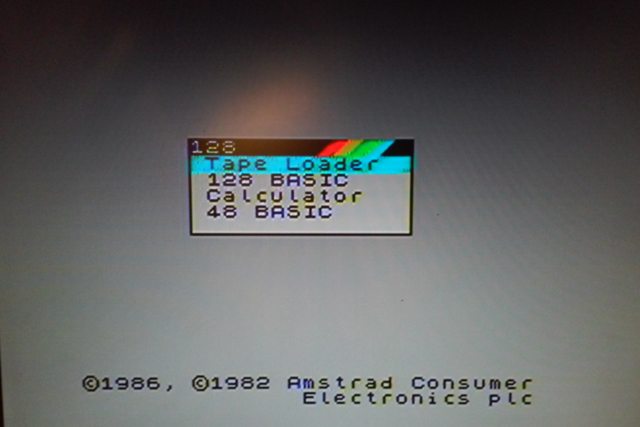 128
Tape Loader
128 BASIC
Calculator
48 BASIC
©1986, ©1982 Amstrad Consumer
Electronics plc